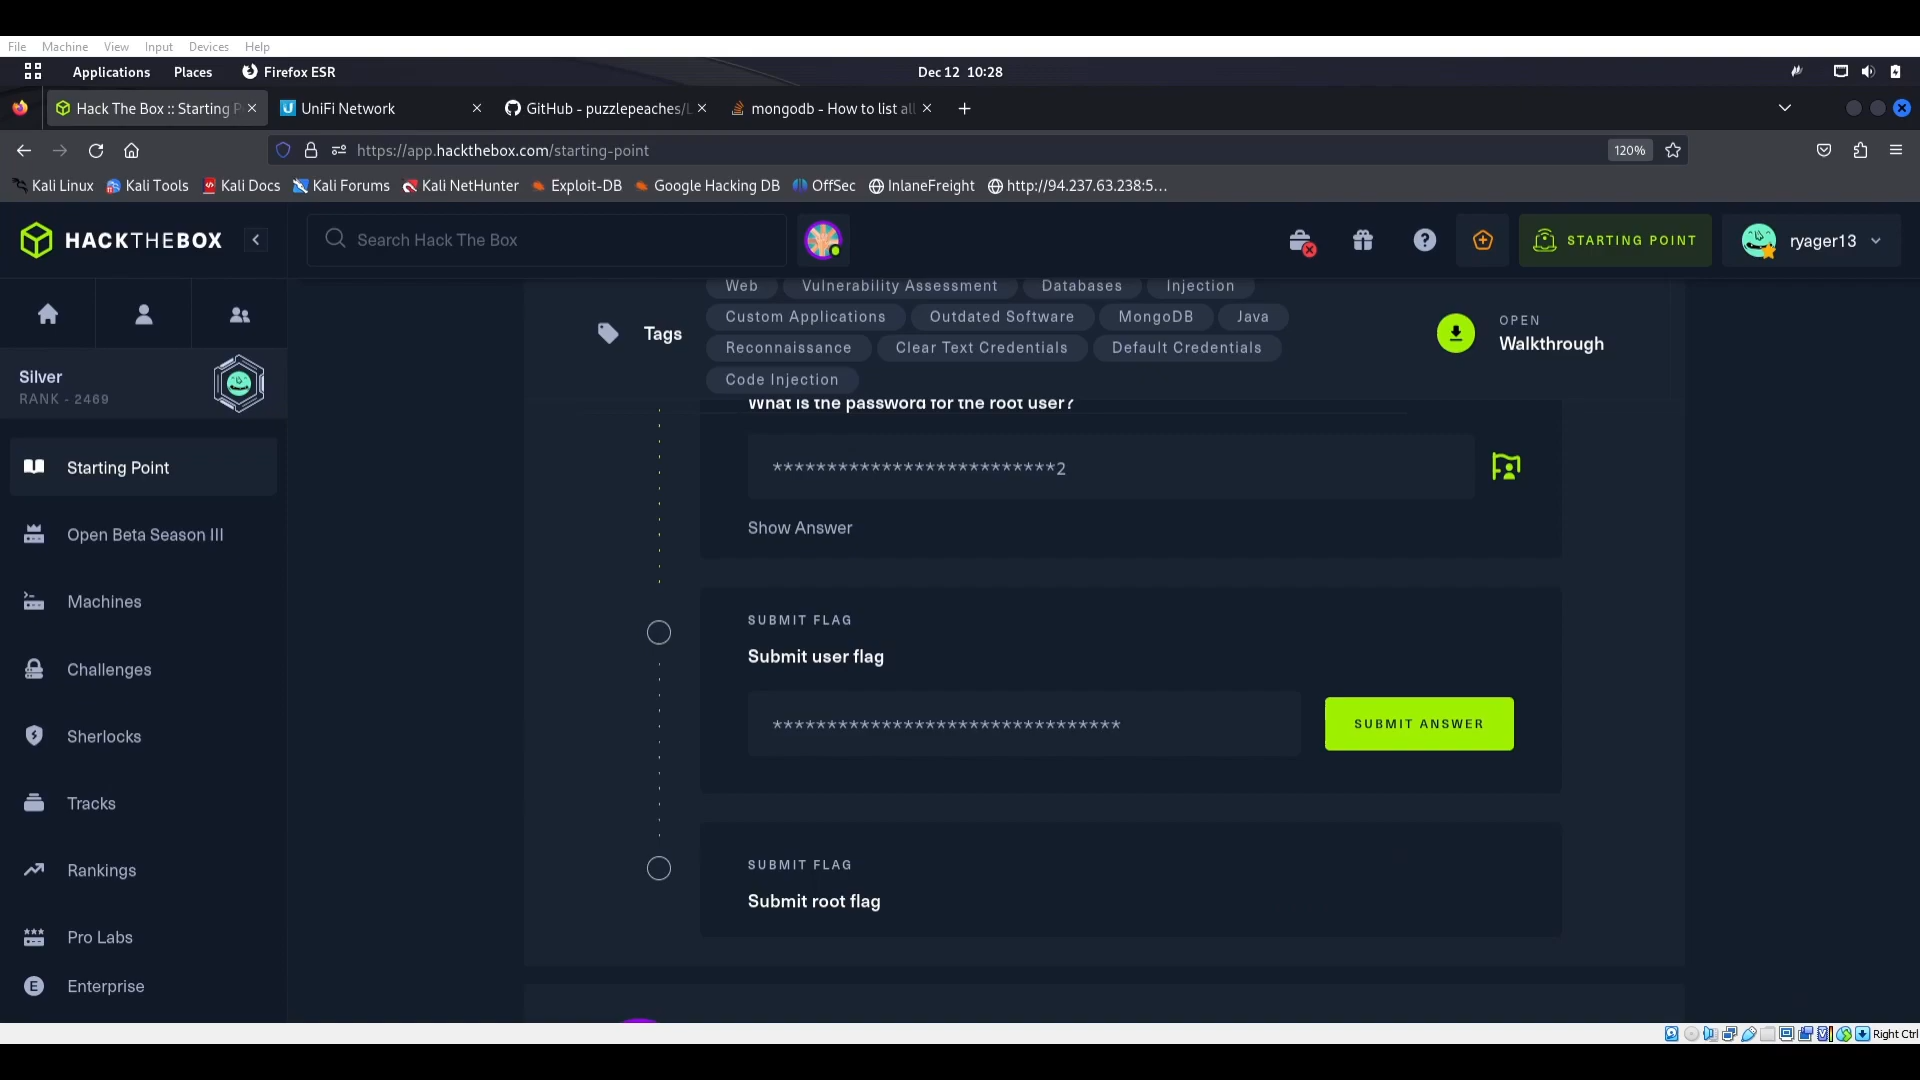 File Machine View Input Devices Help
Applications Places Firefox ESR Dec 12 10:28
Hack The Box :: Starting P UniFi Network GitHub - puzzlepeaches/L mongodb - How to list all
https://app.hackthebox.com/starting-point 120%
Kali Linux Kali Tools Kali Docs Kali Forums Kali NetHunter Exploit-DB Google Hacking DB OffSec InlaneFreight http://94.237.63.238:5…
HACKTHEBOX Search Hack The Box STARTING POINT ryager13
Silver
RANK - 2469
Starting Point
Open Beta Season III
Machines
Challenges
Sherlocks
Tracks
Rankings
Pro Labs
E Enterprise
Tags
Web Vulnerability Assessment Databases Injection
Custom Applications Outdated Software MongoDB Java
Reconnaissance Clear Text Credentials Default Credentials
Code Injection
OPEN
Walkthrough
What is the password for the root user?
**************************2
Show Answer
SUBMIT FLAG
Submit user flag
********************************
SUBMIT ANSWER
SUBMIT FLAG
Submit root flag
Right Ctrl